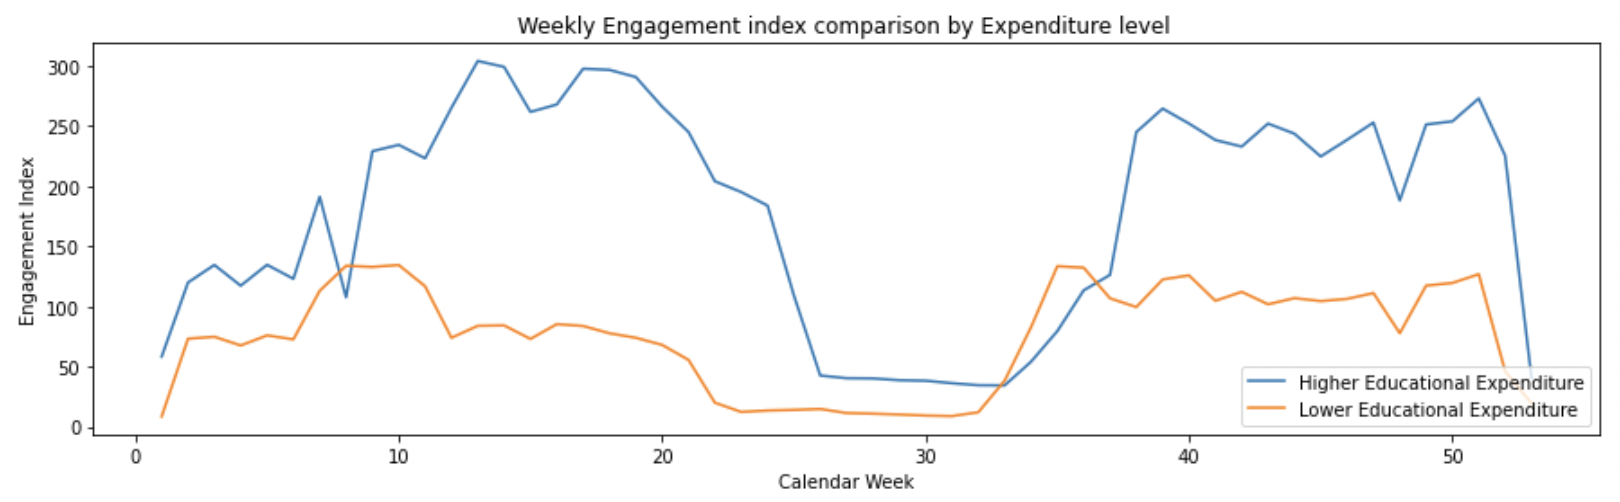 Weekly Engagement index comparison by Expenditure level
Engagement Index
300
250
200
150
100
50
0
Higher Educational Expenditure
Lower Educational Expenditure
0 10 20 30 40 50
Calendar Week